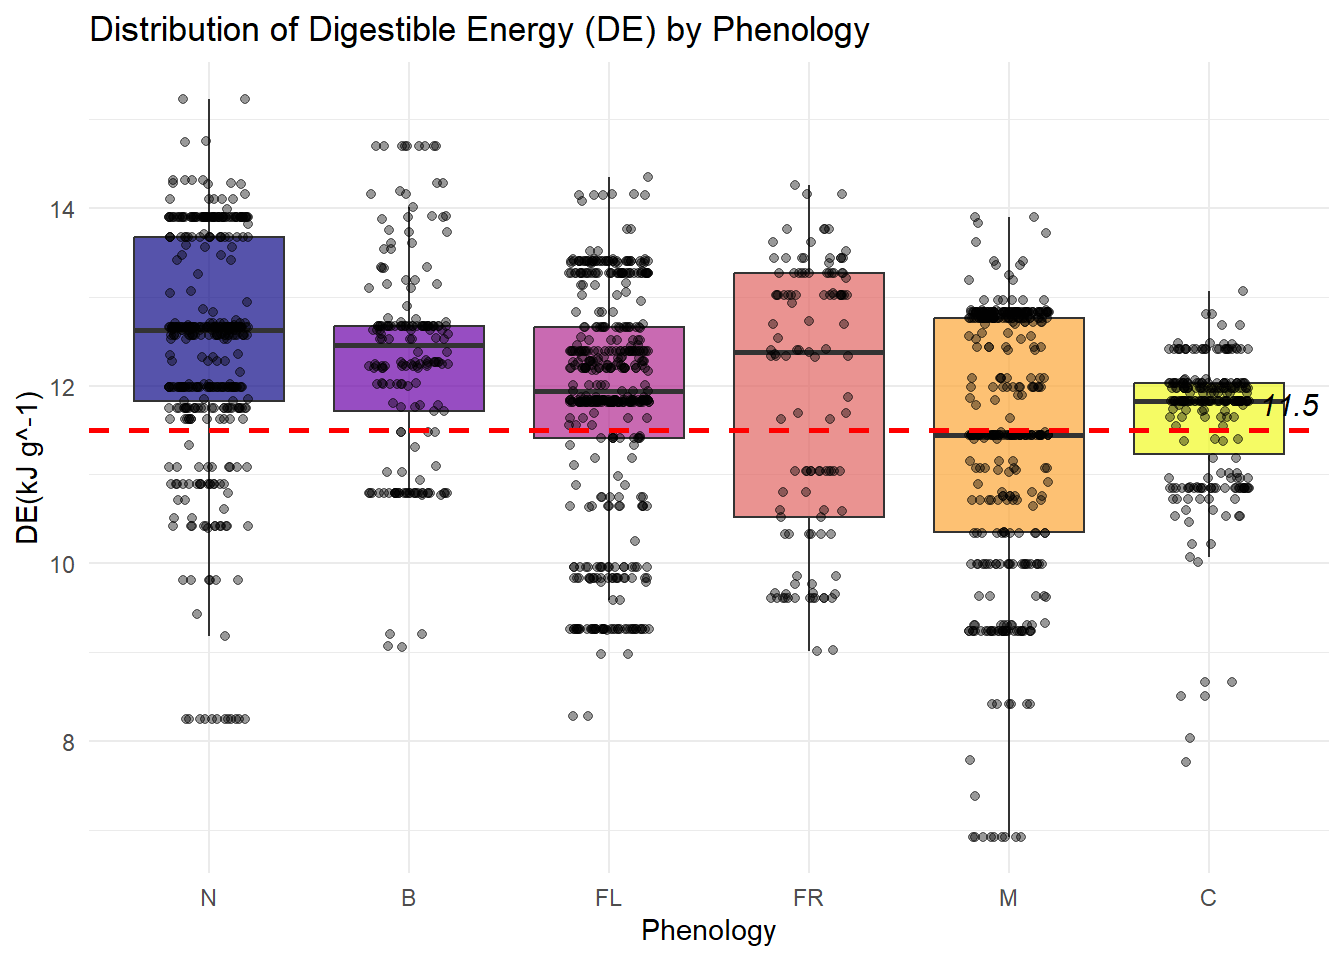 Distribution of Digestible Energy (DE) by Phenology
DE(kJ g^-1)
14
12
10
8
11.5
N
B
FL
FR
M
C
Phenology